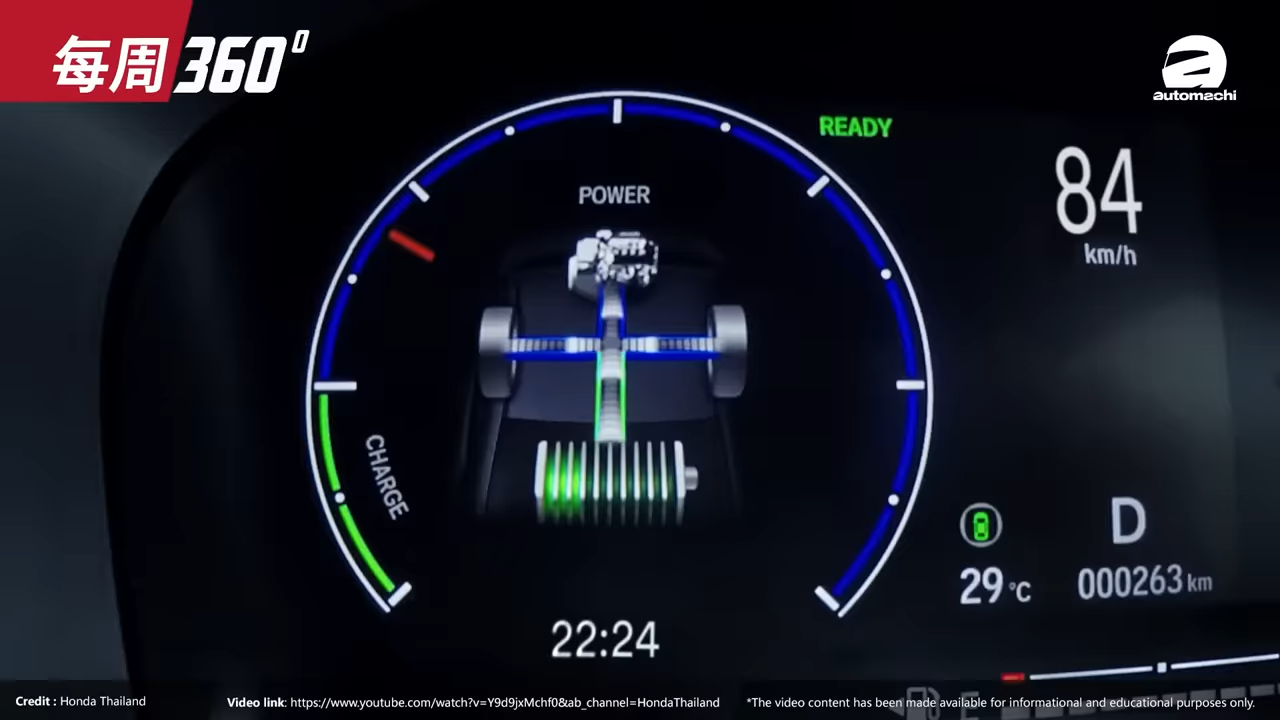 每周360°
automachi
READY
84
km/h
POWER
CHARGE
D
29 °C
000263 km
22:24
E
Credit : Honda Thailand
Video link: https://www.youtube.com/watch?v=Y9d9jxMchf0&ab_channel=HondaThailand
*The video content has been made available for informational and educational purposes only.